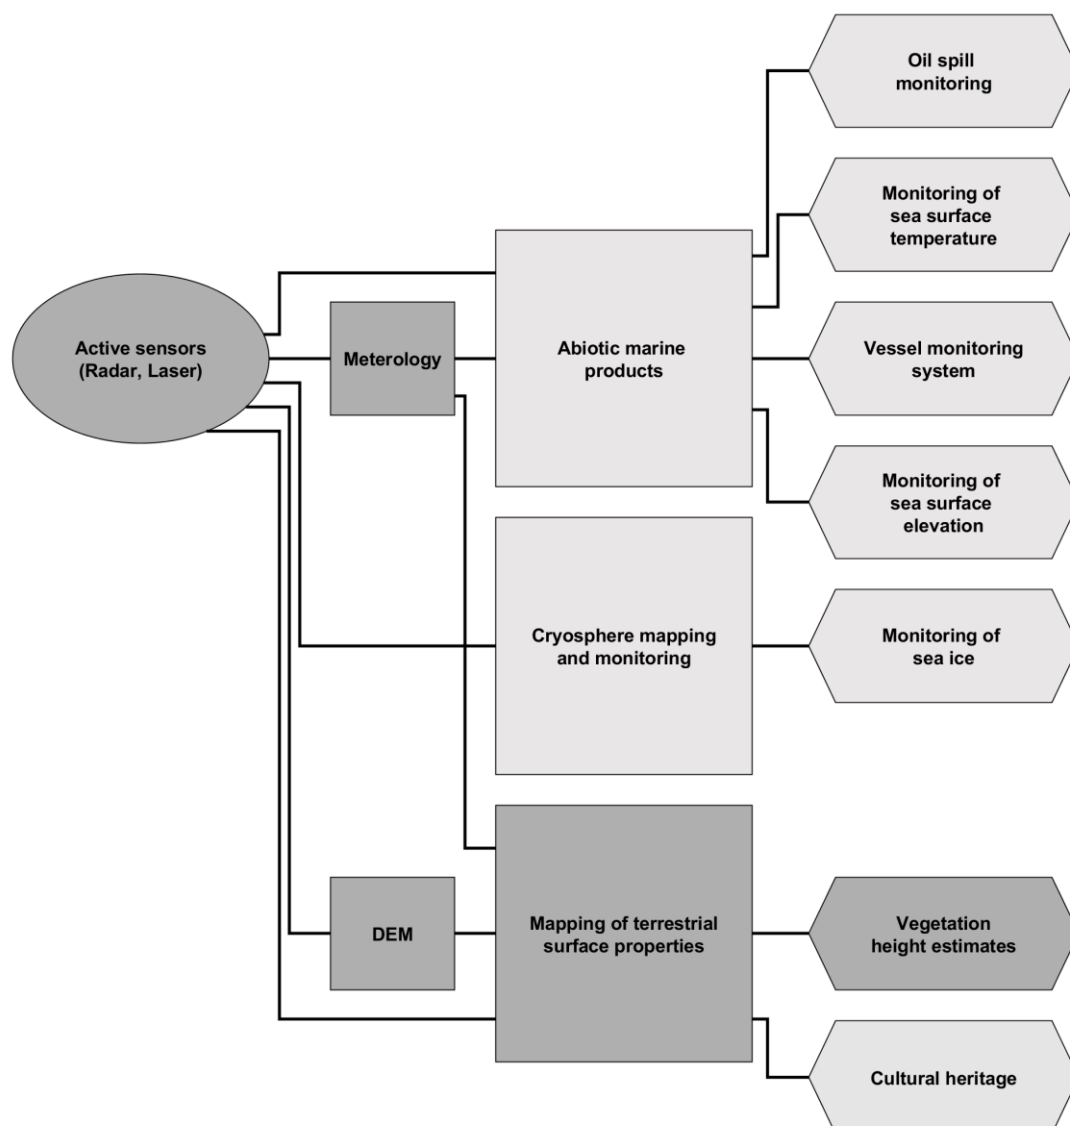 Oil spill
monitoring
Monitoring of
sea surface
temperature
Active sensors
(Radar, Laser)
Meterology
Abiotic marine
products
Vessel monitoring
system
Monitoring of
sea surface
elevation
Cryosphere mapping
and monitoring
Monitoring of
sea ice
DEM
Mapping of terrestrial
surface properties
Vegetation
height estimates
Cultural heritage